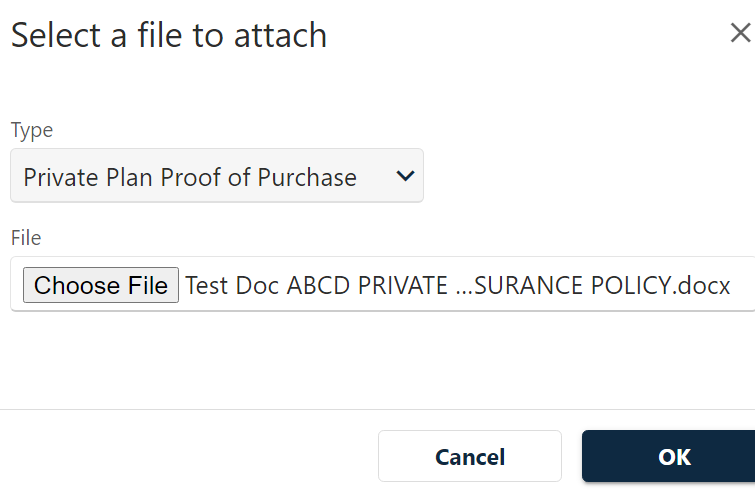 Select a file to attach
Type
Private Plan Proof of Purchase
File
Choose File Test Doc ABCD PRIVATE ...SURANCE POLICY.docx
Cancel OK